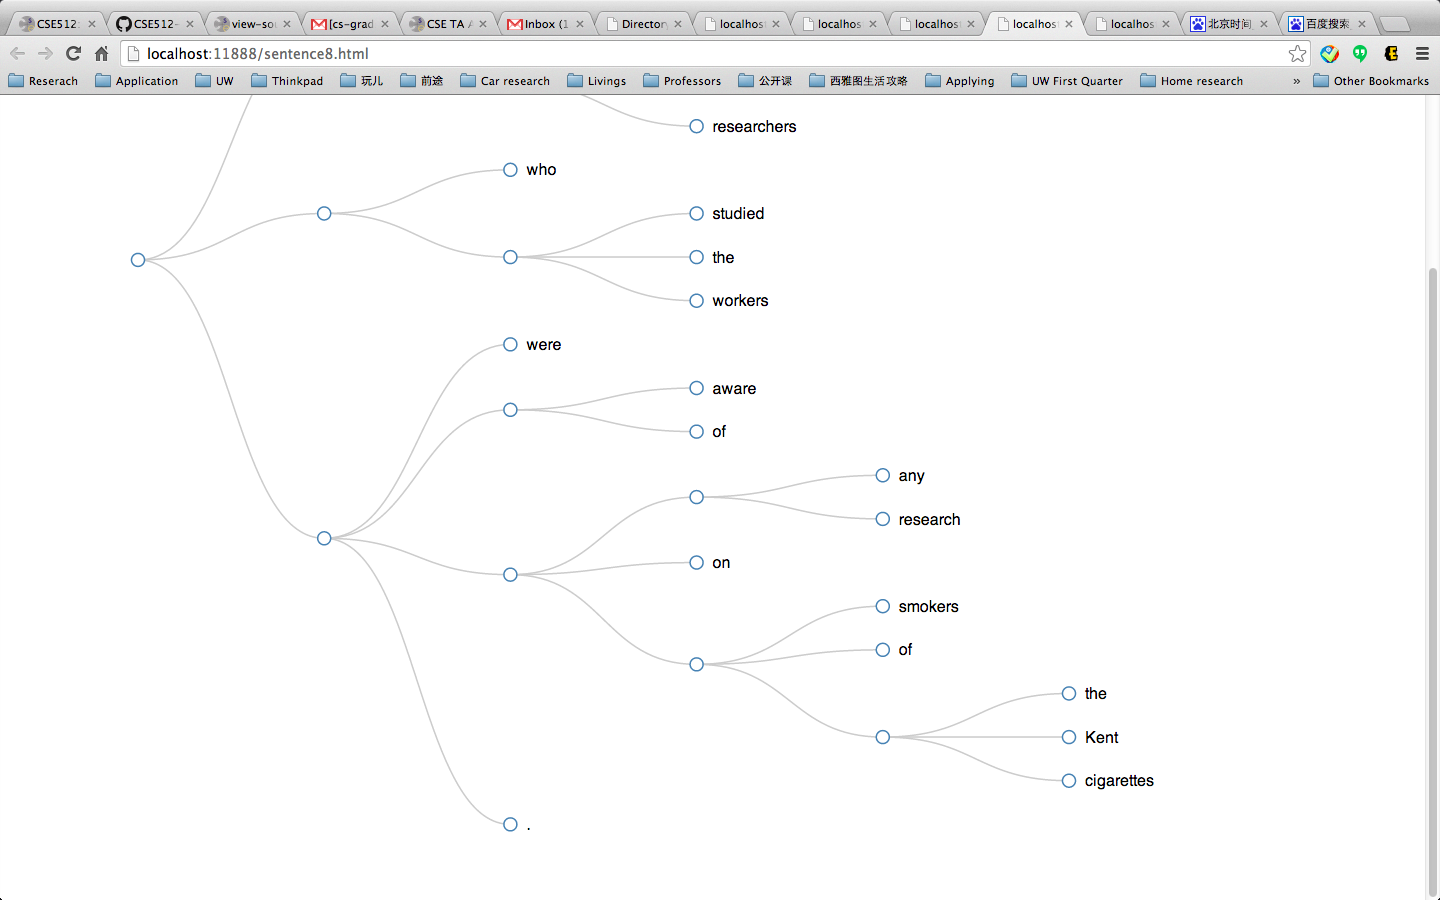 CSE512: CSE512- view-sou [cs-grad CSE TA A Inbox (1 Director localhos localhos localhos localhos localhos 北京时间 百度搜索
localhost:11888/sentence8.html
Reserach Application UW Thinkpad 玩儿 前途 Car research Livings Professors 公开课 西雅图生活攻略 Applying UW First Quarter Home research » Other Bookmarks
researchers
who
studied
the
workers
were
aware
of
any
research
on
smokers
of
the
Kent
cigarettes
.